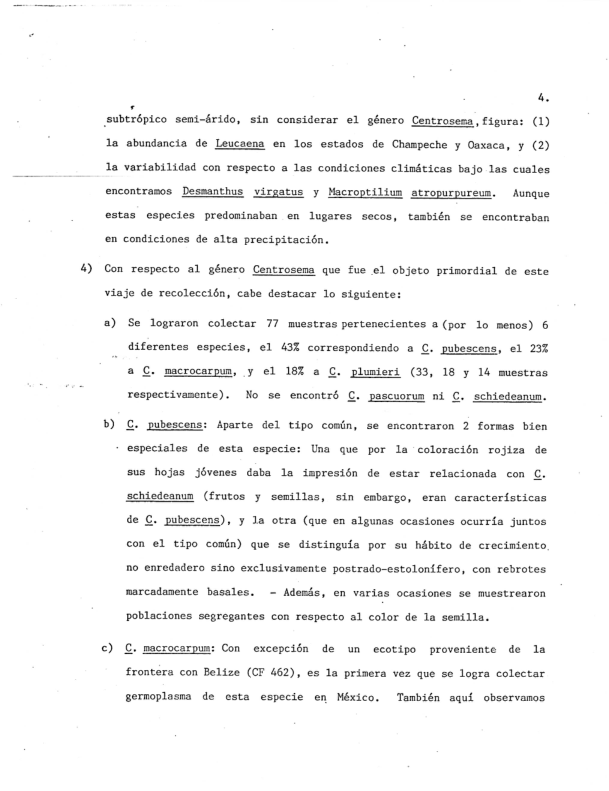 4.
subtrópico semi-árido, sin considerar el género Centrosema, figura: (1)
la abundancia de Leucaena en los estados de Champeche y Oaxaca, y (2)
la variabilidad con respecto a las condiciones climáticas bajo las cuales
encontramos Desmanthus virgatus y Macroptilium atropurpureum. Aunque
estas especies predominaban en lugares secos, también se encontraban
en condiciones de alta precipitación.
4) Con respecto al género Centrosema que fue el objeto primordial de este
viaje de recolección, cabe destacar lo siguiente:
a) Se lograron colectar 77 muestras pertenecientes a (por lo menos) 6
diferentes especies, el 43% correspondiendo a C. pubescens, el 23%
a C. macrocarpum, y el 18% a C. plumieri (33, 18 y 14 muestras
respectivamente). No se encontró C. pascuorum ni C. schiedeanum.
b) C. pubescens: Aparte del tipo común, se encontraron 2 formas bien
especiales de esta especie: Una que por la coloración rojiza de
sus hojas jóvenes daba la impresión de estar relacionada con C.
schiedeanum (frutos y semillas, sin embargo, eran características
de C. pubescens), y la otra (que en algunas ocasiones ocurría juntos
con el tipo común) que se distinguía por su hábito de crecimiento
no enredadero sino exclusivamente postrado-estolonífero, con rebrotes
marcadamente basales. - Además, en varias ocasiones se muestrearon
poblaciones segregantes con respecto al color de la semilla.
c) C. macrocarpum: Con excepción de un ecotipo proveniente de la
frontera con Belize (CF 462), es la primera vez que se logra colectar
germoplasma de esta especie en México. También aquí observamos